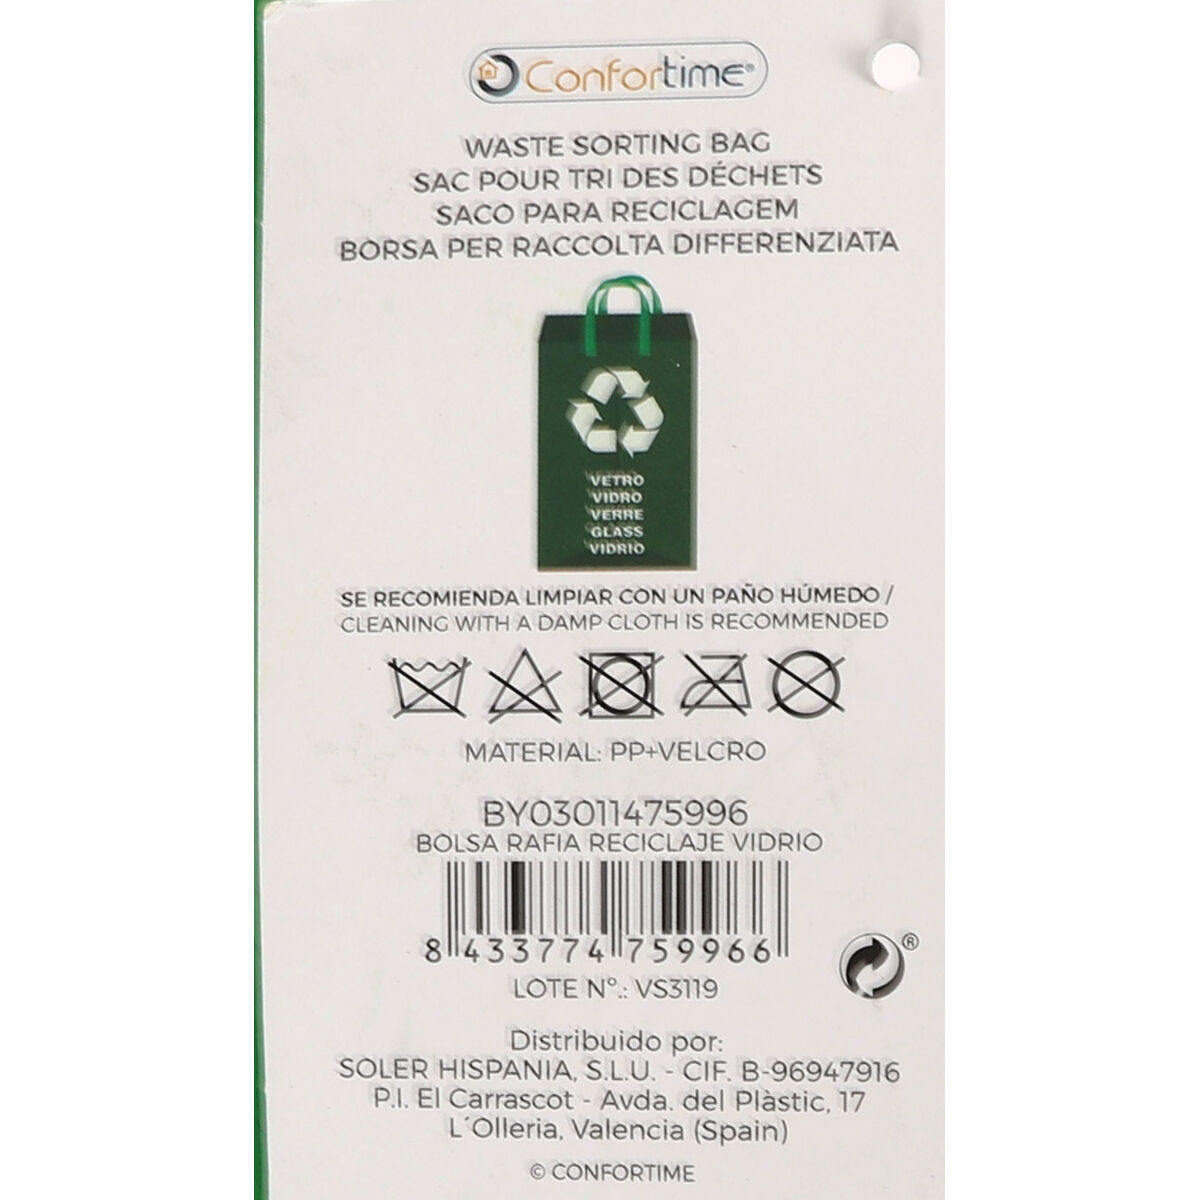 Confortime®
WASTE SORTING BAG
SAC POUR TRI DES DÉCHETS
SACO PARA RECICLAGEM
BORSA PER RACCOLTA DIFFERENZIATA
VETRO
VIDRO
VERRE
GLASS
VIDRIO
SE RECOMIENDA LIMPIAR CON UN PAÑO HÚMEDO /
CLEANING WITH A DAMP CLOTH IS RECOMMENDED
MATERIAL: PP+VELCRO
BY03011475996
BOLSA RAFIA RECICLAJE VIDRIO
8 433774 759966
®
LOTE Nº.: VS3119
Distribuido por:
SOLER HISPANIA, S.L.U. - CIF. B-96947916
P.I. El Carrascot - Avda. del Plàstic, 17
L´Olleria, Valencia (Spain)
© CONFORTIME